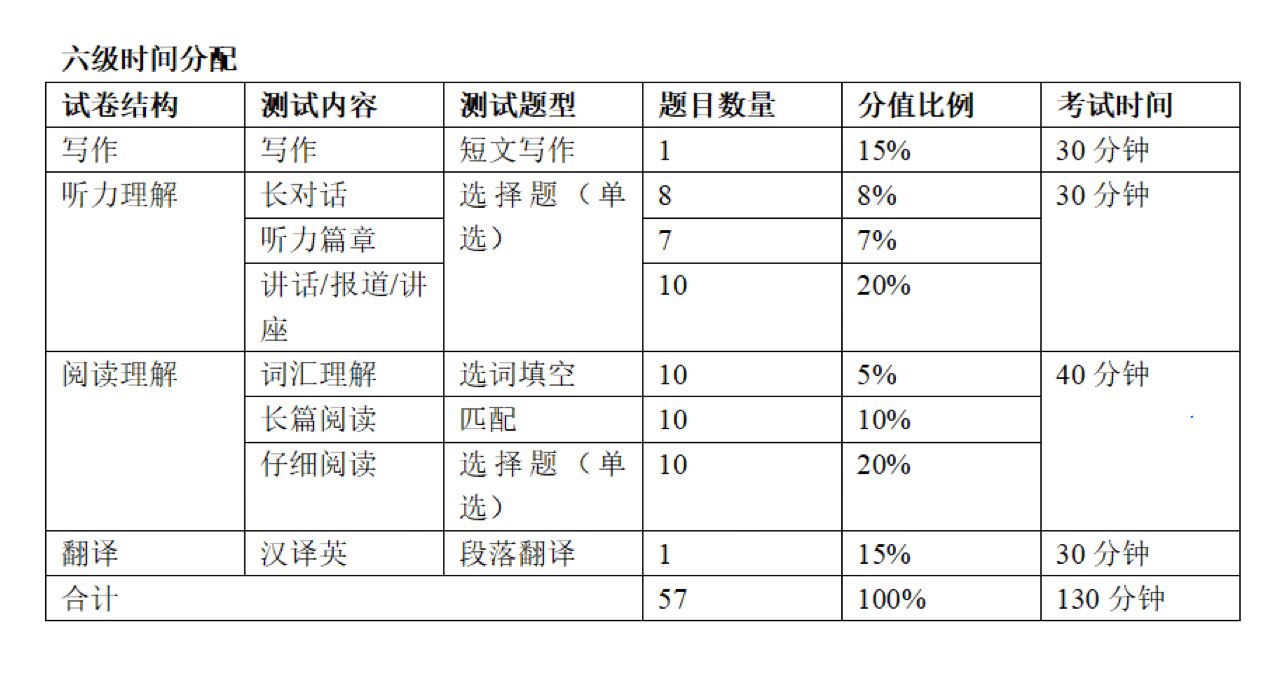 六级时间分配
试卷结构 测试内容 测试题型 题目数量 分值比例 考试时间
写作 写作 短文写作 1 15% 30 分钟
听力理解 长对话 选择题（单 8 8% 30 分钟
听力篇章 选） 7 7%
讲话/报道/讲 10 20%
座
阅读理解 词汇理解 选词填空 10 5% 40 分钟
长篇阅读 匹配 10 10%
仔细阅读 选择题（单 10 20%
选）
翻译 汉译英 段落翻译 1 15% 30 分钟
合计 57 100% 130 分钟